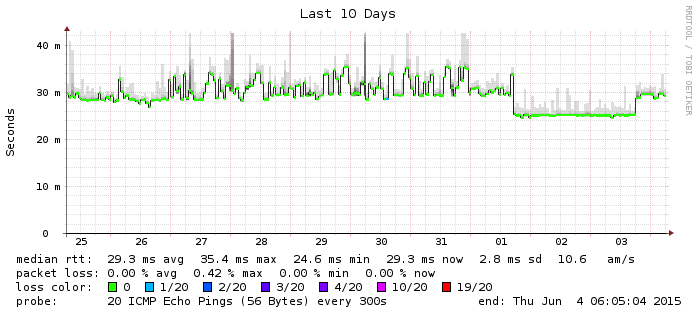 Last 10 Days
RRDTOOL / TOBI OETIKER
Seconds
40 m
30 m
20 m
10 m
0
25 26 27 28 29 30 31 01 02 03
median rtt: 29.3 ms avg 35.4 ms max 24.6 ms min 29.3 ms now 2.8 ms sd 10.6 am/s
packet loss: 0.00 % avg 0.42 % max 0.00 % min 0.00 % now
loss color: 0 1/20 2/20 3/20 4/20 10/20 19/20
probe: 20 ICMP Echo Pings (56 Bytes) every 300s end: Thu Jun 4 06:05:04 2015